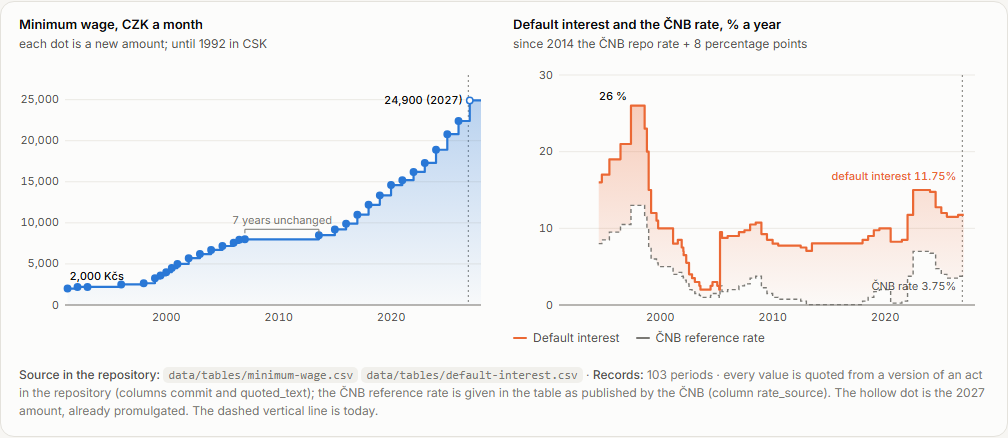 Minimum wage, CZK a month
each dot is a new amount; until 1992 in CSK
25,000
20,000
15,000
10,000
5,000
0
24,900 (2027)
7 years unchanged
2,000 Kčs
2000
2010
2020
Default interest and the ČNB rate, % a year
since 2014 the ČNB repo rate + 8 percentage points
30
20
10
0
26 %
default interest 11.75%
ČNB rate 3.75%
2000
2010
2020
Default interest
ČNB reference rate
Source in the repository: data/tables/minimum-wage.csv data/tables/default-interest.csv · Records: 103 periods · every value is quoted from a version of an act
in the repository (columns commit and quoted_text); the ČNB reference rate is given in the table as published by the ČNB (column rate_source). The hollow dot is the 2027
amount, already promulgated. The dashed vertical line is today.